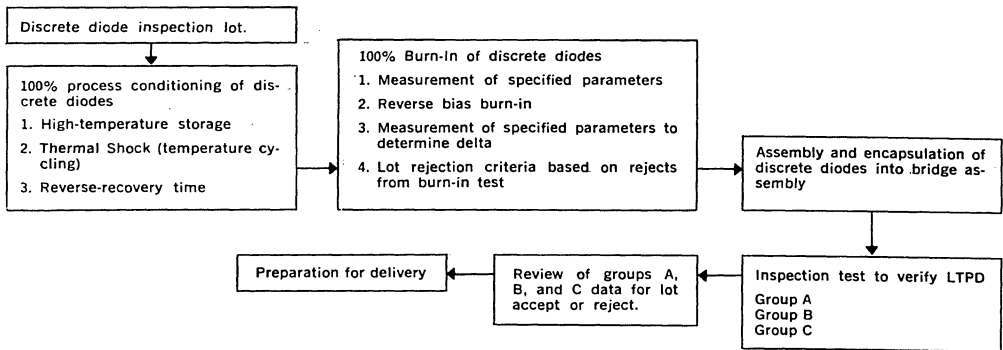 Discrete diode inspection lot.
100% process conditioning of dis-
crete diodes
1. High-temperature storage
2. Thermal Shock (temperature cy-
cling)
3. Reverse-recovery time
100% Burn-In of discrete diodes
1. Measurement of specified parameters
2. Reverse bias burn-in
3. Measurement of specified parameters to
determine delta
4. Lot rejection criteria based on rejects
from burn-in test
Assembly and encapsulation of
discrete diodes into bridge as-
sembly
Inspection test to verify LTPD
Group A
Group B
Group C
Review of groups A,
B, and C data for lot
accept or reject.
Preparation for delivery